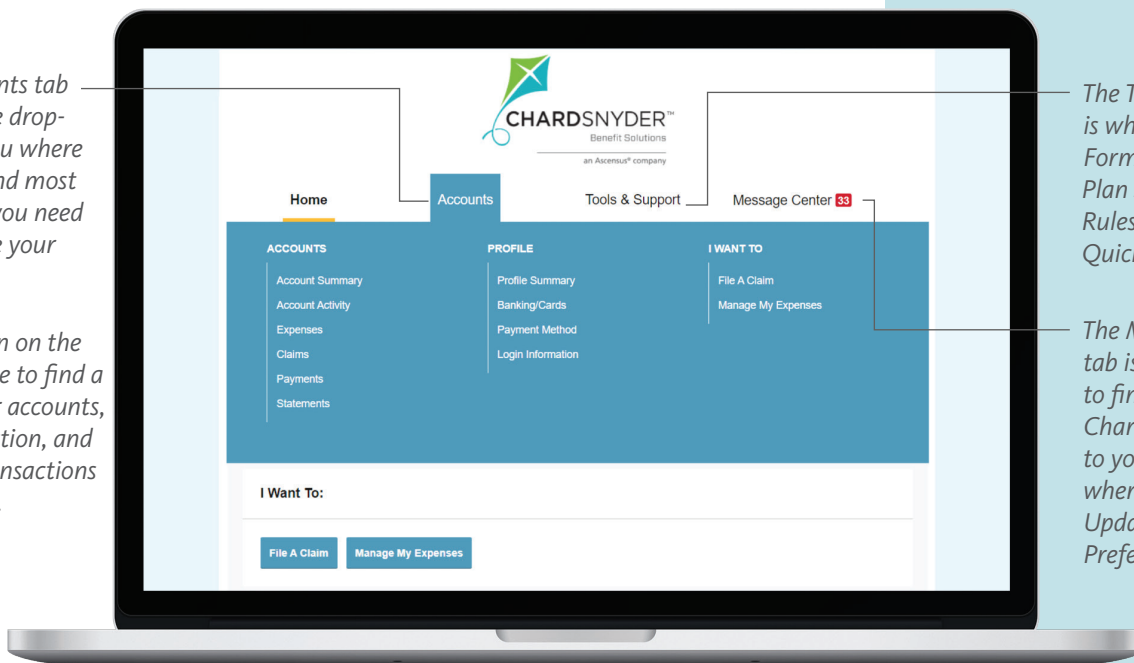 nts tab
e drop-
u where
nd most
you need
e your
n on the
e to find a
r accounts,
tion, and
nsactions
CHARDSNYDER™
Benefit Solutions
an Ascensus® company
Home
Accounts
Tools & Support
Message Center 33
ACCOUNTS
Account Summary
Account Activity
Expenses
Claims
Payments
Statements
PROFILE
Profile Summary
Banking/Cards
Payment Method
Login Information
I WANT TO
File A Claim
Manage My Expenses
I Want To:
File A Claim
Manage My Expenses
The T
is wh
Form
Plan
Rules
Quick
The M
tab is
to fin
Char
to yo
wher
Upda
Prefe